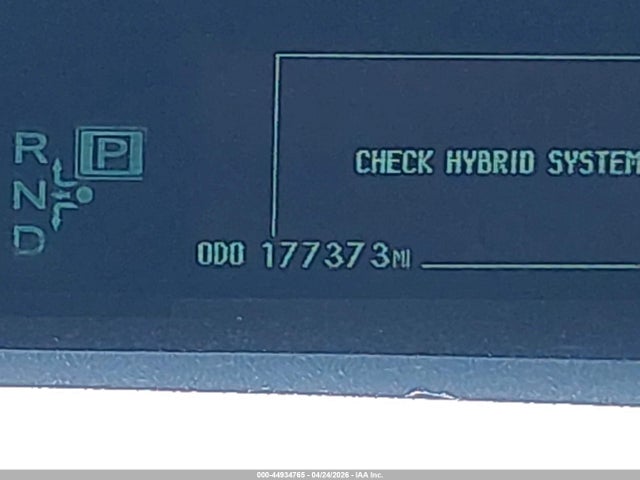 R P
CHECK HYBRID SYSTEM
N
D
ODO 177373MI
000-44934765 - 04/24/2026 - IAA Inc.